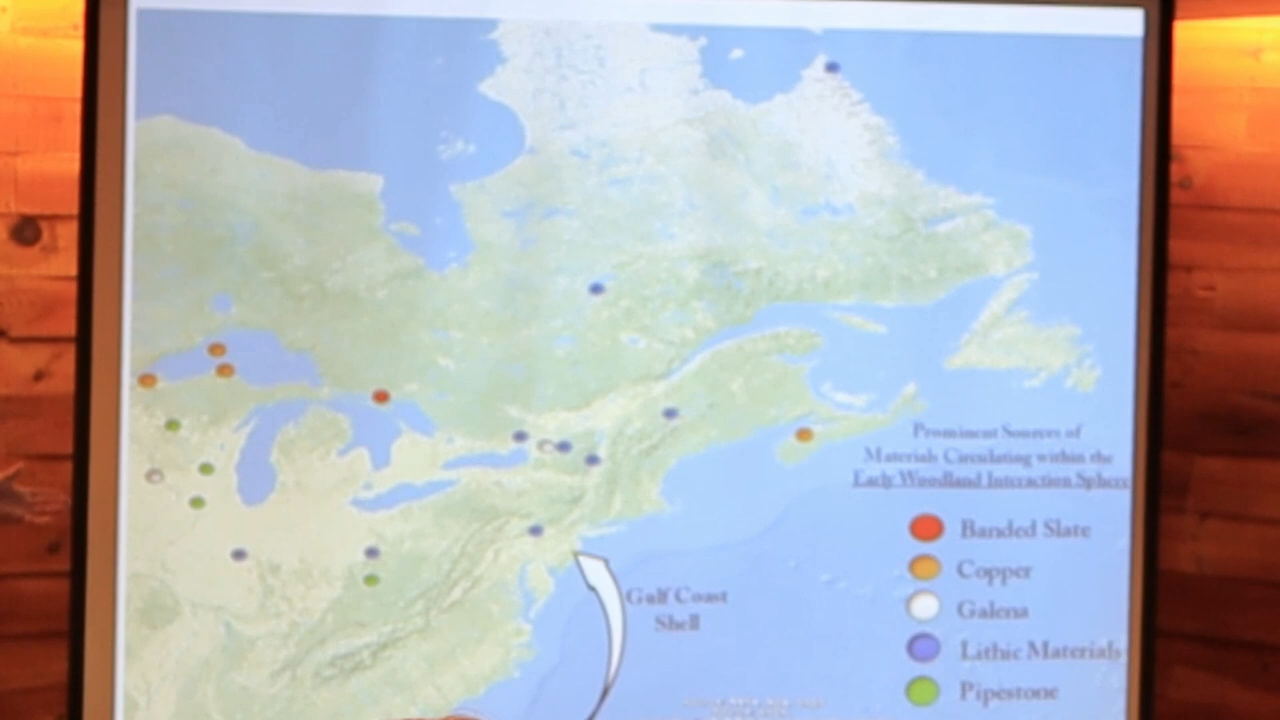 Prominent Sources of
Materials Circulating within the
Early Woodland Interaction Sphere
Banded Slate
Copper
Galena
Lithic Materials
Pipestone
Gulf Coast
Shell